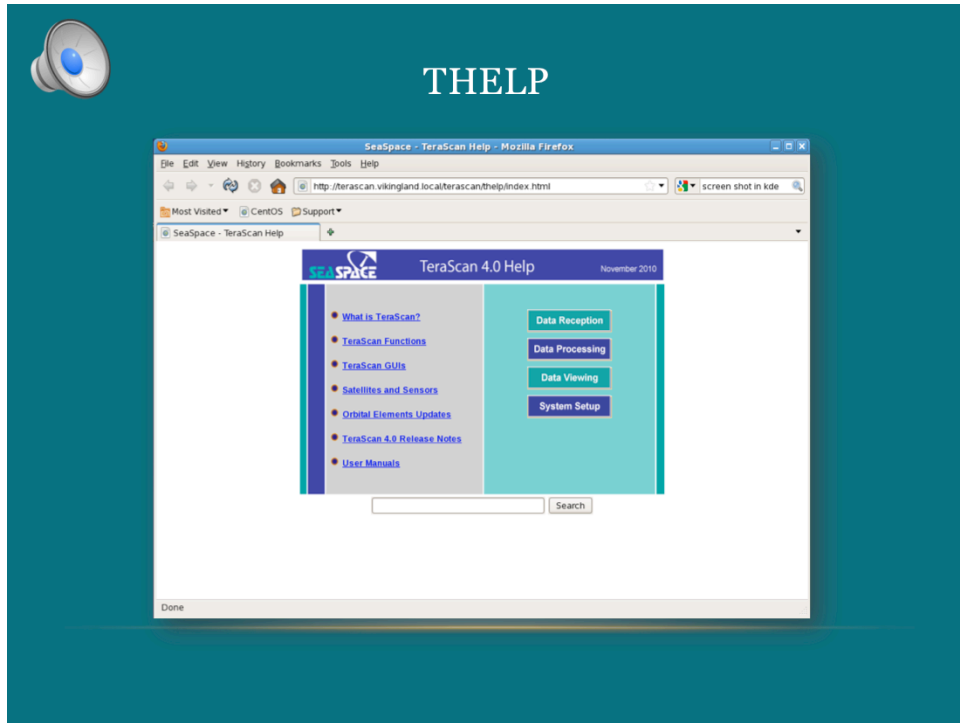 THELP
SeaSpace - TeraScan Help - Mozilla Firefox
File Edit View History Bookmarks Tools Help
http://terascan.vikingland.local/terascan/thelp/index.html
screen shot in kde
Most Visited CentOS Support
SeaSpace - TeraScan Help
SEASPACE
TeraScan 4.0 Help
November 2010
What is TeraScan?
TeraScan Functions
TeraScan GUIs
Satellites and Sensors
Orbital Elements Updates
TeraScan 4.0 Release Notes
User Manuals
Data Reception
Data Processing
Data Viewing
System Setup
Search
Done